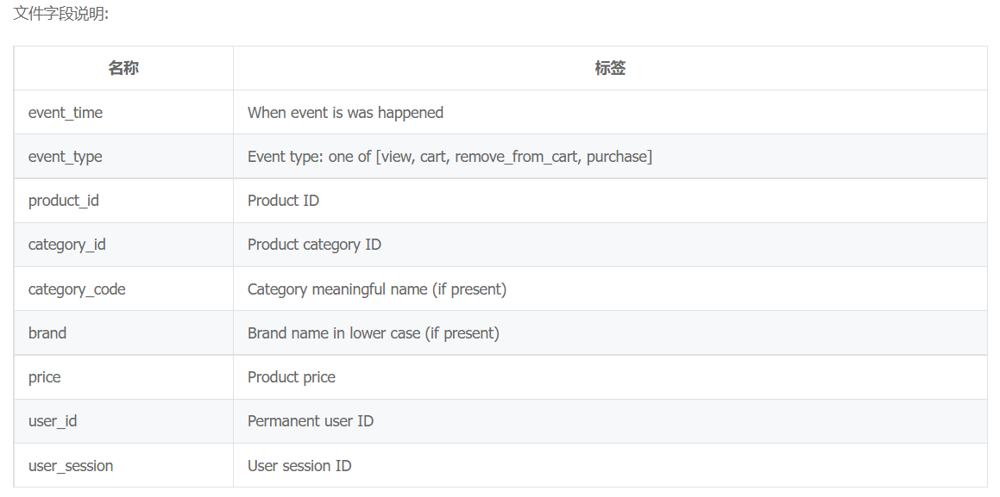 文件字段说明:
名称 标签
event_time When event is was happened
event_type Event type: one of [view, cart, remove_from_cart, purchase]
product_id Product ID
category_id Product category ID
category_code Category meaningful name (if present)
brand Brand name in lower case (if present)
price Product price
user_id Permanent user ID
user_session User session ID